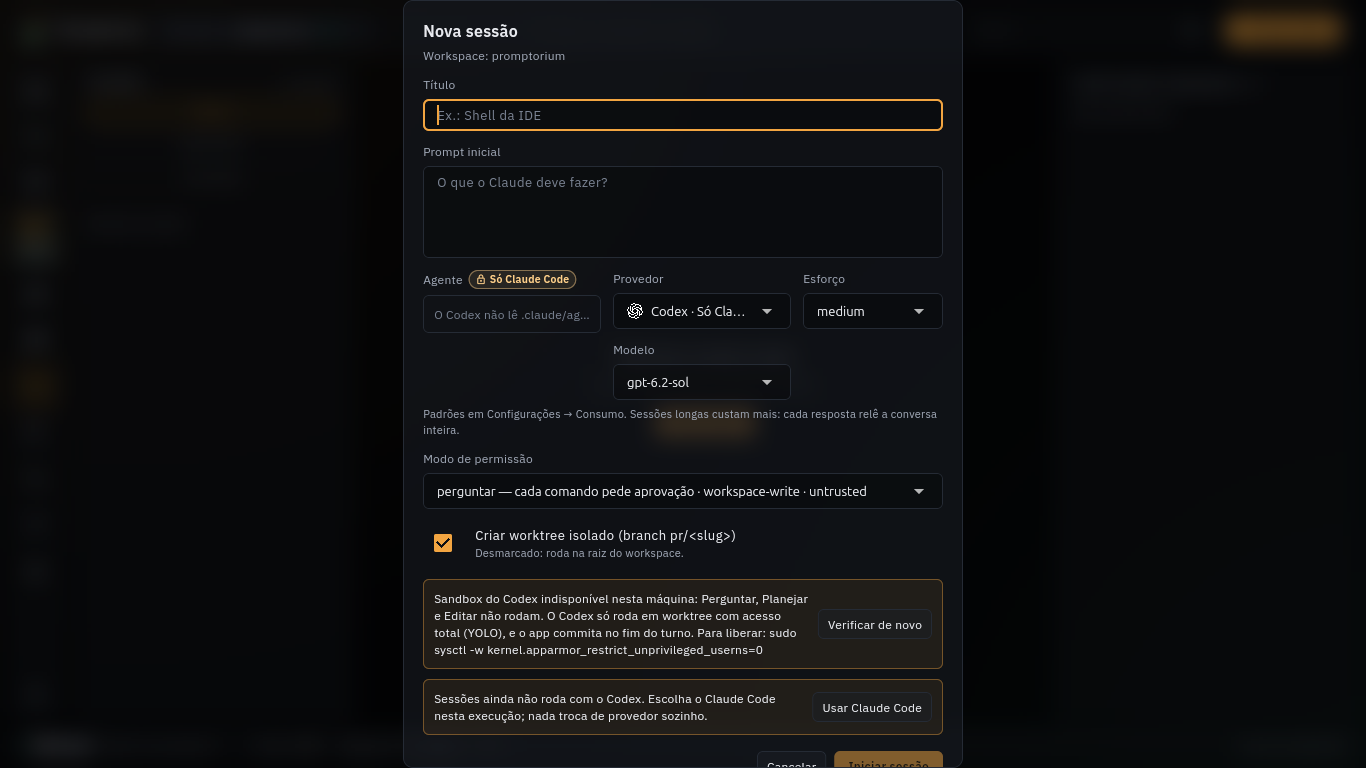 Nova sessão
Workspace: promptorium
Título
Ex.: Shell da IDE
Prompt inicial
O que o Claude deve fazer?
Agente
Só Claude Code
Provedor
Esforço
O Codex não lê .claude/ag...
Codex · Só Cla...
medium
Modelo
gpt-6.2-sol
Padrões em Configurações → Consumo. Sessões longas custam mais: cada resposta relê a conversa
inteira.
Modo de permissão
perguntar — cada comando pede aprovação · workspace-write · untrusted
Criar worktree isolado (branch pr/<slug>)
Desmarcado: roda na raiz do workspace.
Sandbox do Codex indisponível nesta máquina: Perguntar, Planejar
e Editar não rodam. O Codex só roda em worktree com acesso
total (YOLO), e o app commita no fim do turno. Para liberar: sudo
sysctl -w kernel.apparmor_restrict_unprivileged_userns=0
Verificar de novo
Sessões ainda não roda com o Codex. Escolha o Claude Code
nesta execução; nada troca de provedor sozinho.
Usar Claude Code
Cancelar
Iniciar sessão